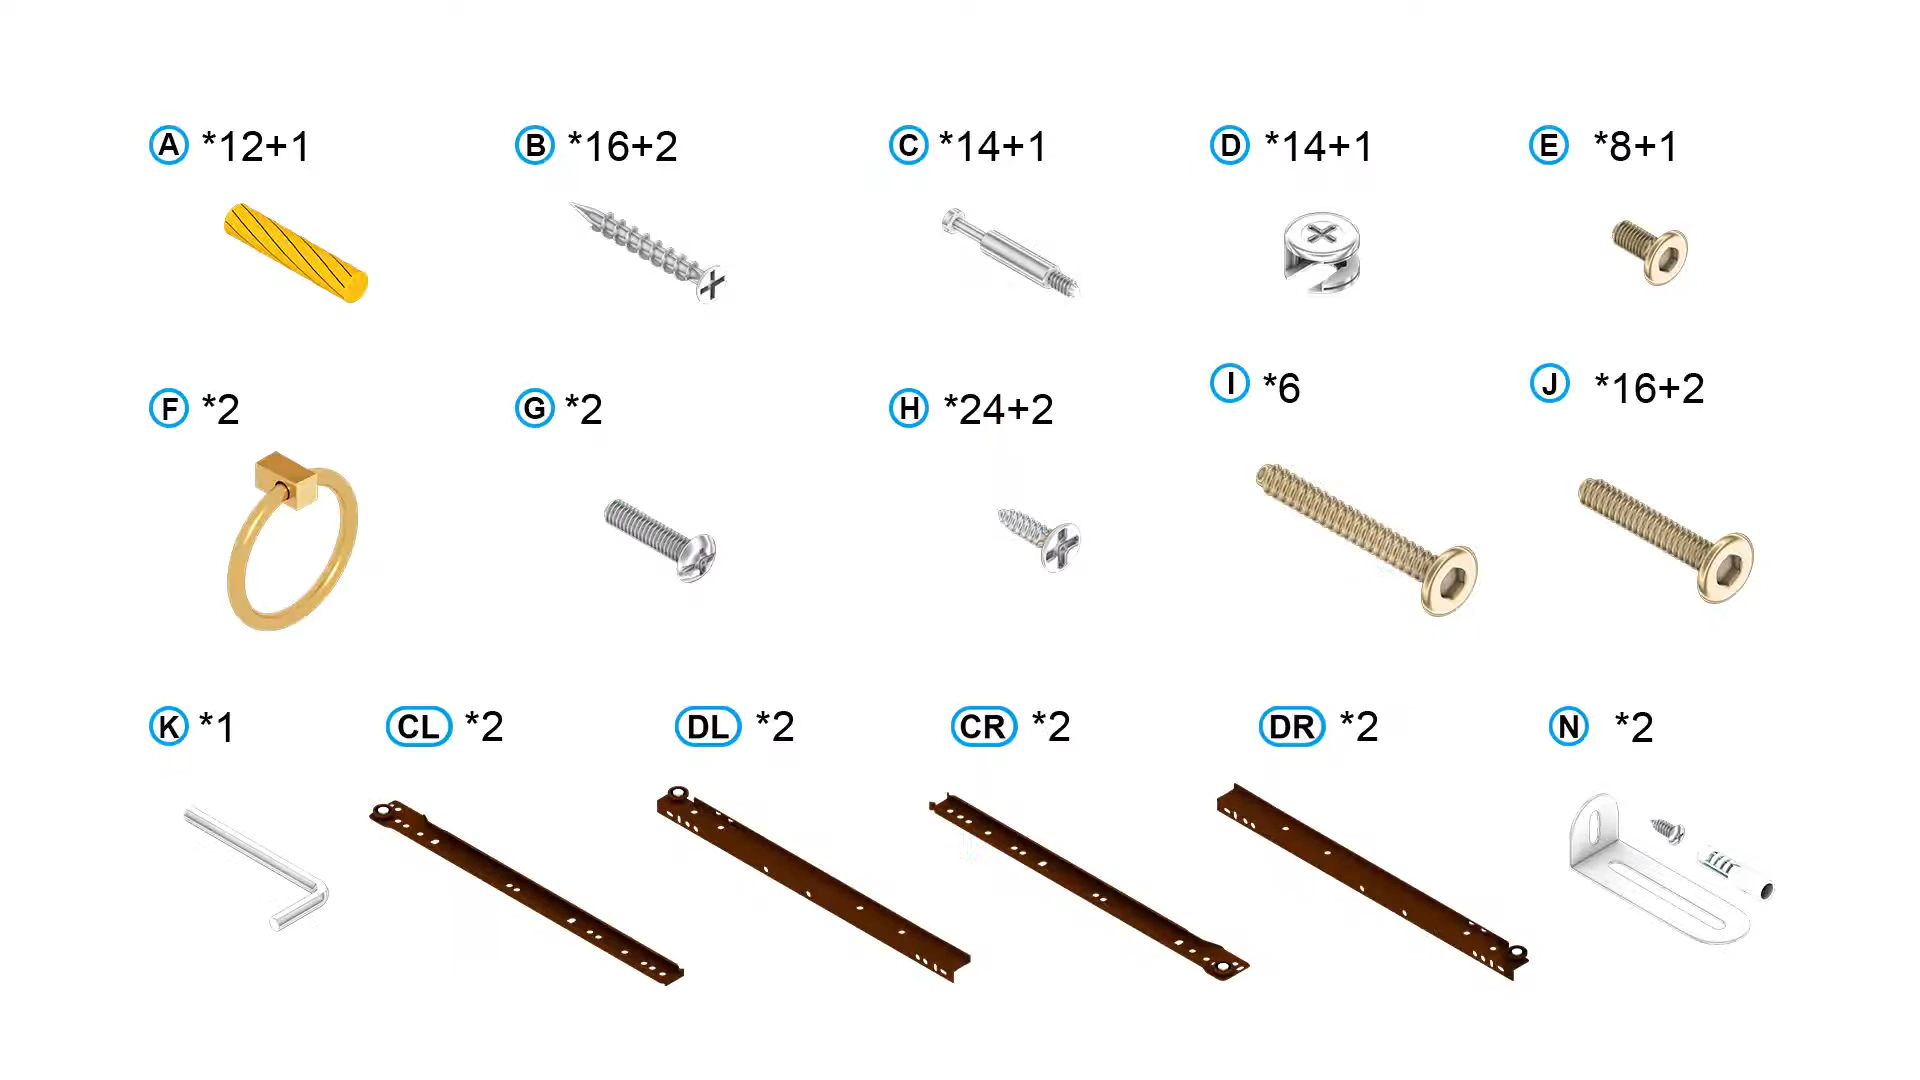 A *12+1
B *16+2
C *14+1
D *14+1
E *8+1
F *2
G *2
H *24+2
I *6
J *16+2
K *1
CL *2
DL *2
CR *2
DR *2
N *2